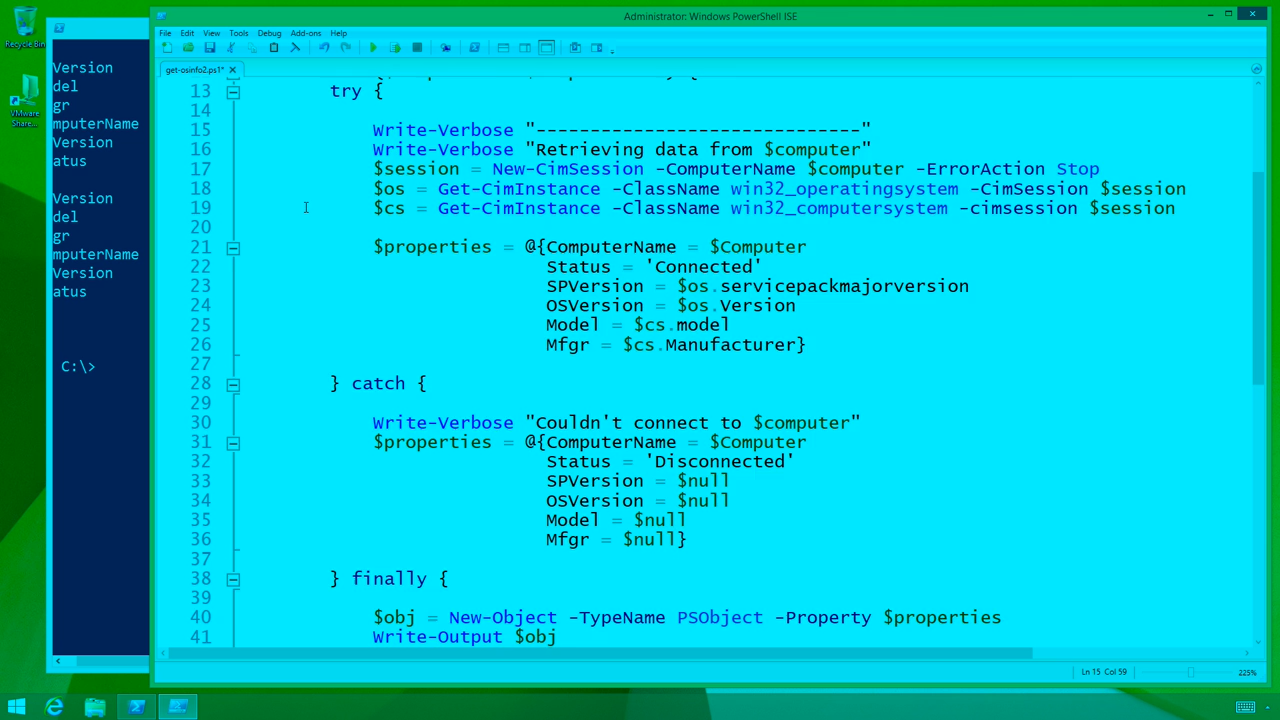 Administrator: Windows PowerShell ISE
File Edit View Tools Debug Add-ons Help
get-osinfo2.ps1* X
13 try {
14
15 Write-Verbose "------------------------------"
16 Write-Verbose "Retrieving data from $computer"
17 $session = New-CimSession -ComputerName $computer -ErrorAction Stop
18 $os = Get-CimInstance -ClassName win32_operatingsystem -CimSession $session
19 $cs = Get-CimInstance -ClassName win32_computersystem -cimsession $session
20
21 $properties = @{ComputerName = $Computer
22 Status = 'Connected'
23 SPVersion = $os.servicepackmajorversion
24 OSVersion = $os.Version
25 Model = $cs.model
26 Mfgr = $cs.Manufacturer}
27
28 } catch {
29
30 Write-Verbose "Couldn't connect to $computer"
31 $properties = @{ComputerName = $Computer
32 Status = 'Disconnected'
33 SPVersion = $null
34 OSVersion = $null
35 Model = $null
36 Mfgr = $null}
37
38 } finally {
39
40 $obj = New-Object -TypeName PSObject -Property $properties
41 Write-Output $obj
Ln 15 Col 59
225%
Recycle Bin
VMware
Share...
Version
del
gr
mputerName
Version
atus
Version
del
gr
mputerName
Version
atus
C:\>